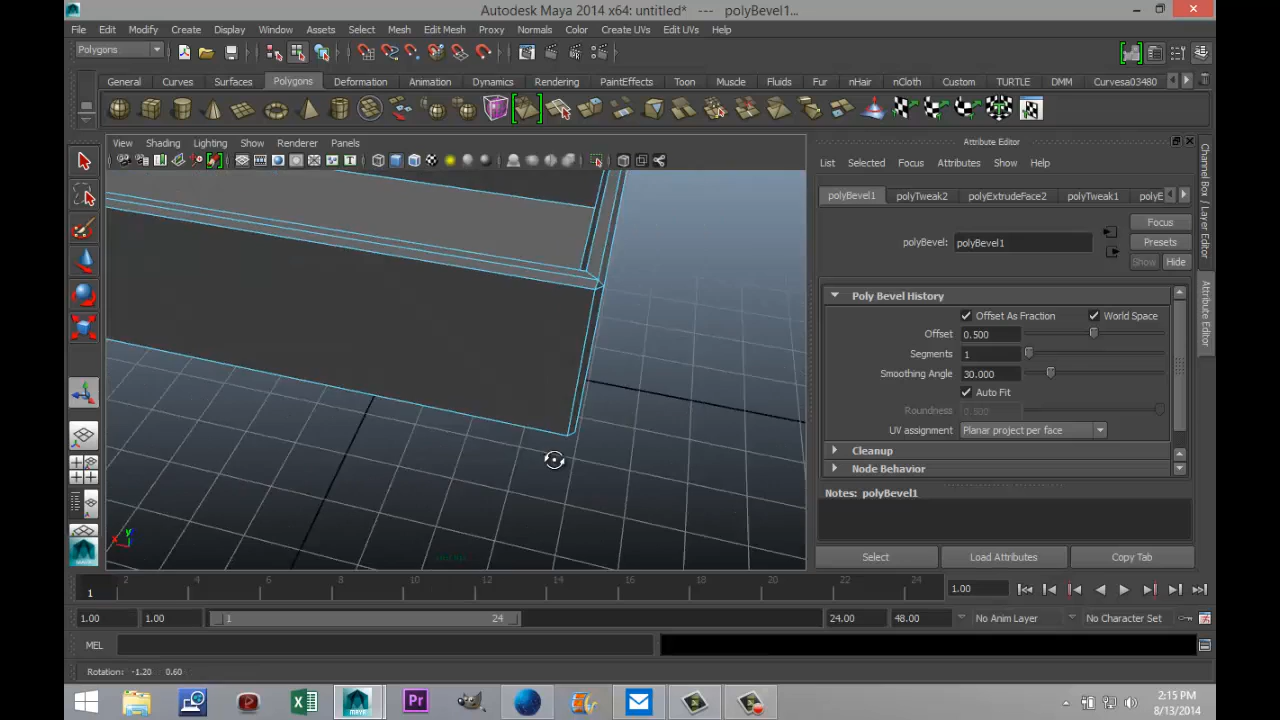 Autodesk Maya 2014 x64: untitled* --- polyBevel1...
File Edit Modify Create Display Window Assets Select Mesh Edit Mesh Proxy Normals Color Create UVs Edit UVs Help
Polygons
General Curves Surfaces Polygons Deformation Animation Dynamics Rendering PaintEffects Toon Muscle Fluids Fur nHair nCloth Custom TURTLE DMM Curvesa03480
View Shading Lighting Show Renderer Panels
Attribute Editor
List Selected Focus Attributes Show Help
polyBevel1 polyTweak2 polyExtrudeFace2 polyTweak1 polyE
Focus
polyBevel: polyBevel1
Presets
Show Hide
Poly Bevel History
Offset As Fraction World Space
Offset 0.500
Segments 1
Smoothing Angle 30.000
Auto Fit
Roundness 0.500
UV assignment Planar project per face
Cleanup
Node Behavior
Notes: polyBevel1
Select Load Attributes Copy Tab
Channel Box / Layer Editor
Attribute Editor
y
x
2 4 6 8 10 12 14 16 18 20 22 24
1
1.00
1.00 1.00 1 24 24.00 48.00 No Anim Layer No Character Set
MEL
Rotation: -1.20 0.60
Pr
2:15 PM
8/13/2014